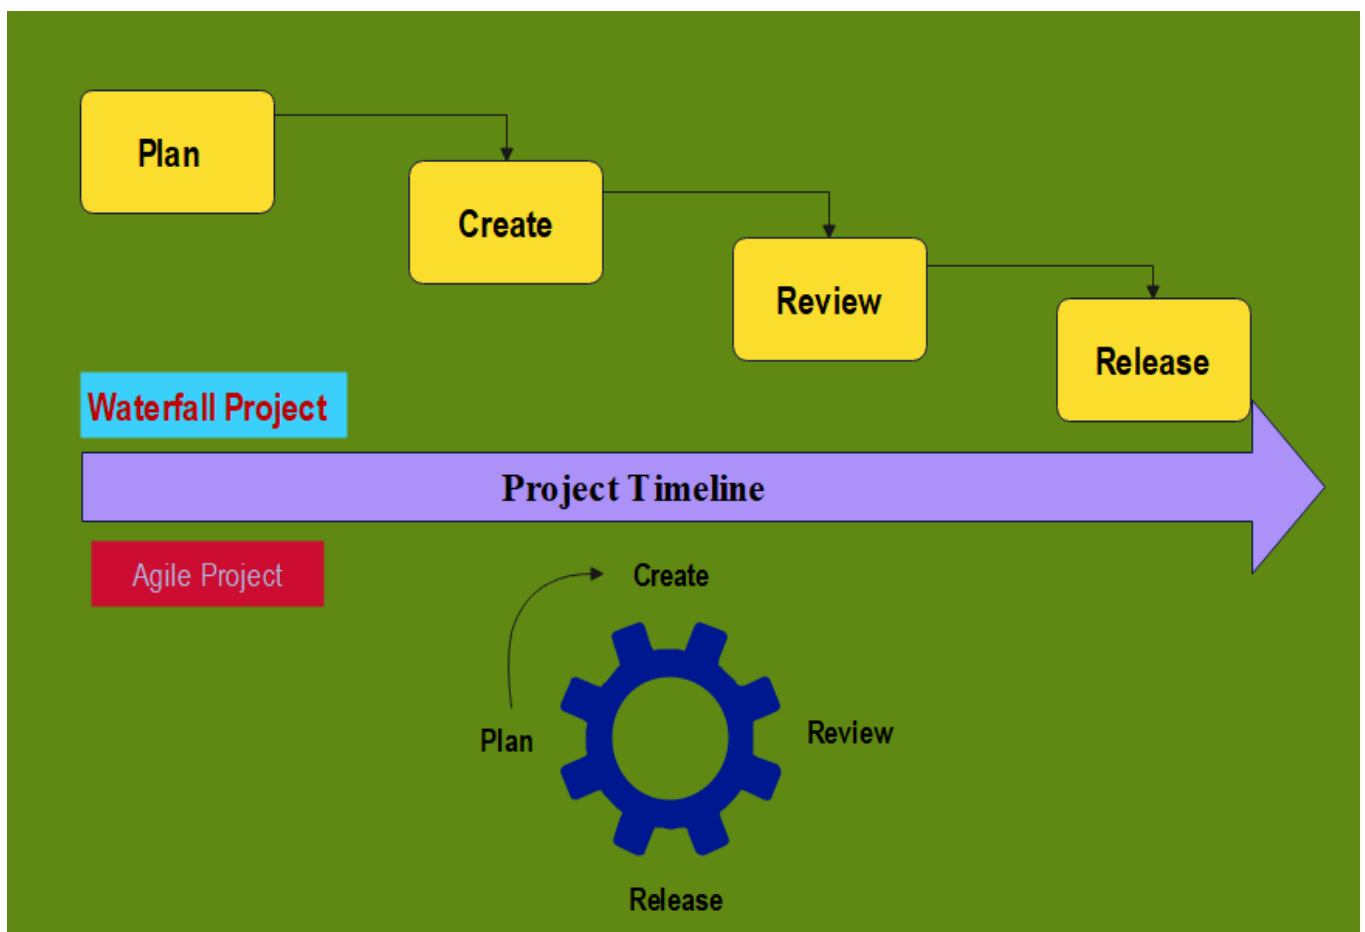 Plan
Create
Review
Release
Waterfall Project
Project Timeline
Agile Project
Create
Plan
Review
Release